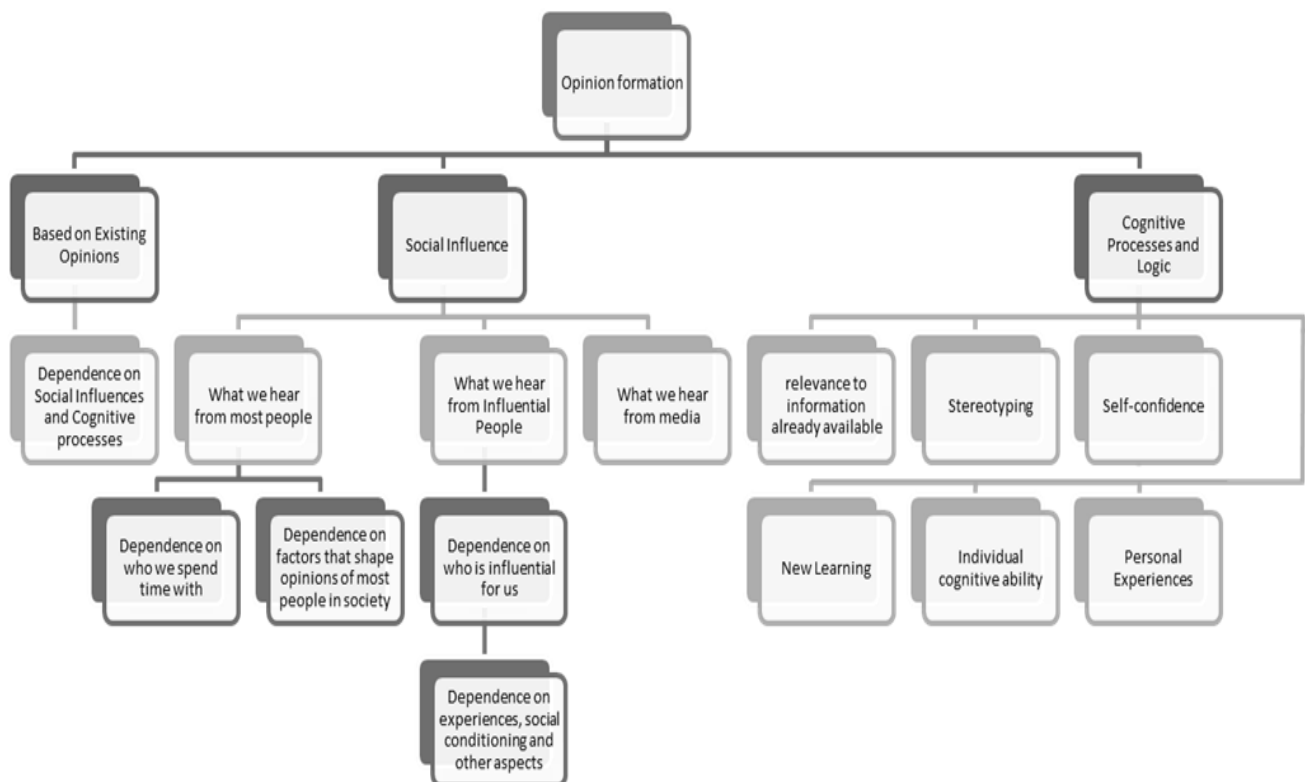 Opinion formation
Based on Existing
Opinions
Social Influence
Cognitive
Processes and
Logic
Dependence on
Social Influences
and Cognitive
processes
What we hear
from most people
What we hear
from Influential
People
What we hear
from media
relevance to
information
already available
Stereotyping
Self-confidence
Dependence on
who we spend
time with
Dependence on
factors that shape
opinions of most
people in society
Dependence on
who is influential
for us
New Learning
Individual
cognitive ability
Personal
Experiences
Dependence on
experiences, social
conditioning and
other aspects